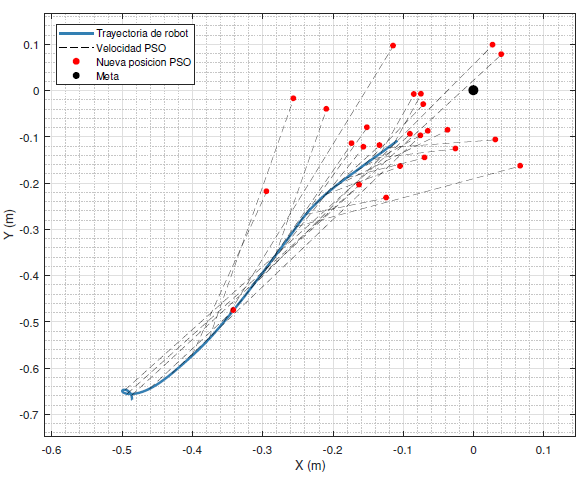 Trayectoria de robot
Velocidad PSO
Nueva posicion PSO
Meta
0.1
0
-0.1
-0.2
-0.3
-0.4
-0.5
-0.6
-0.7
Y (m)
-0.6
-0.5
-0.4
-0.3
-0.2
-0.1
0
0.1
X (m)